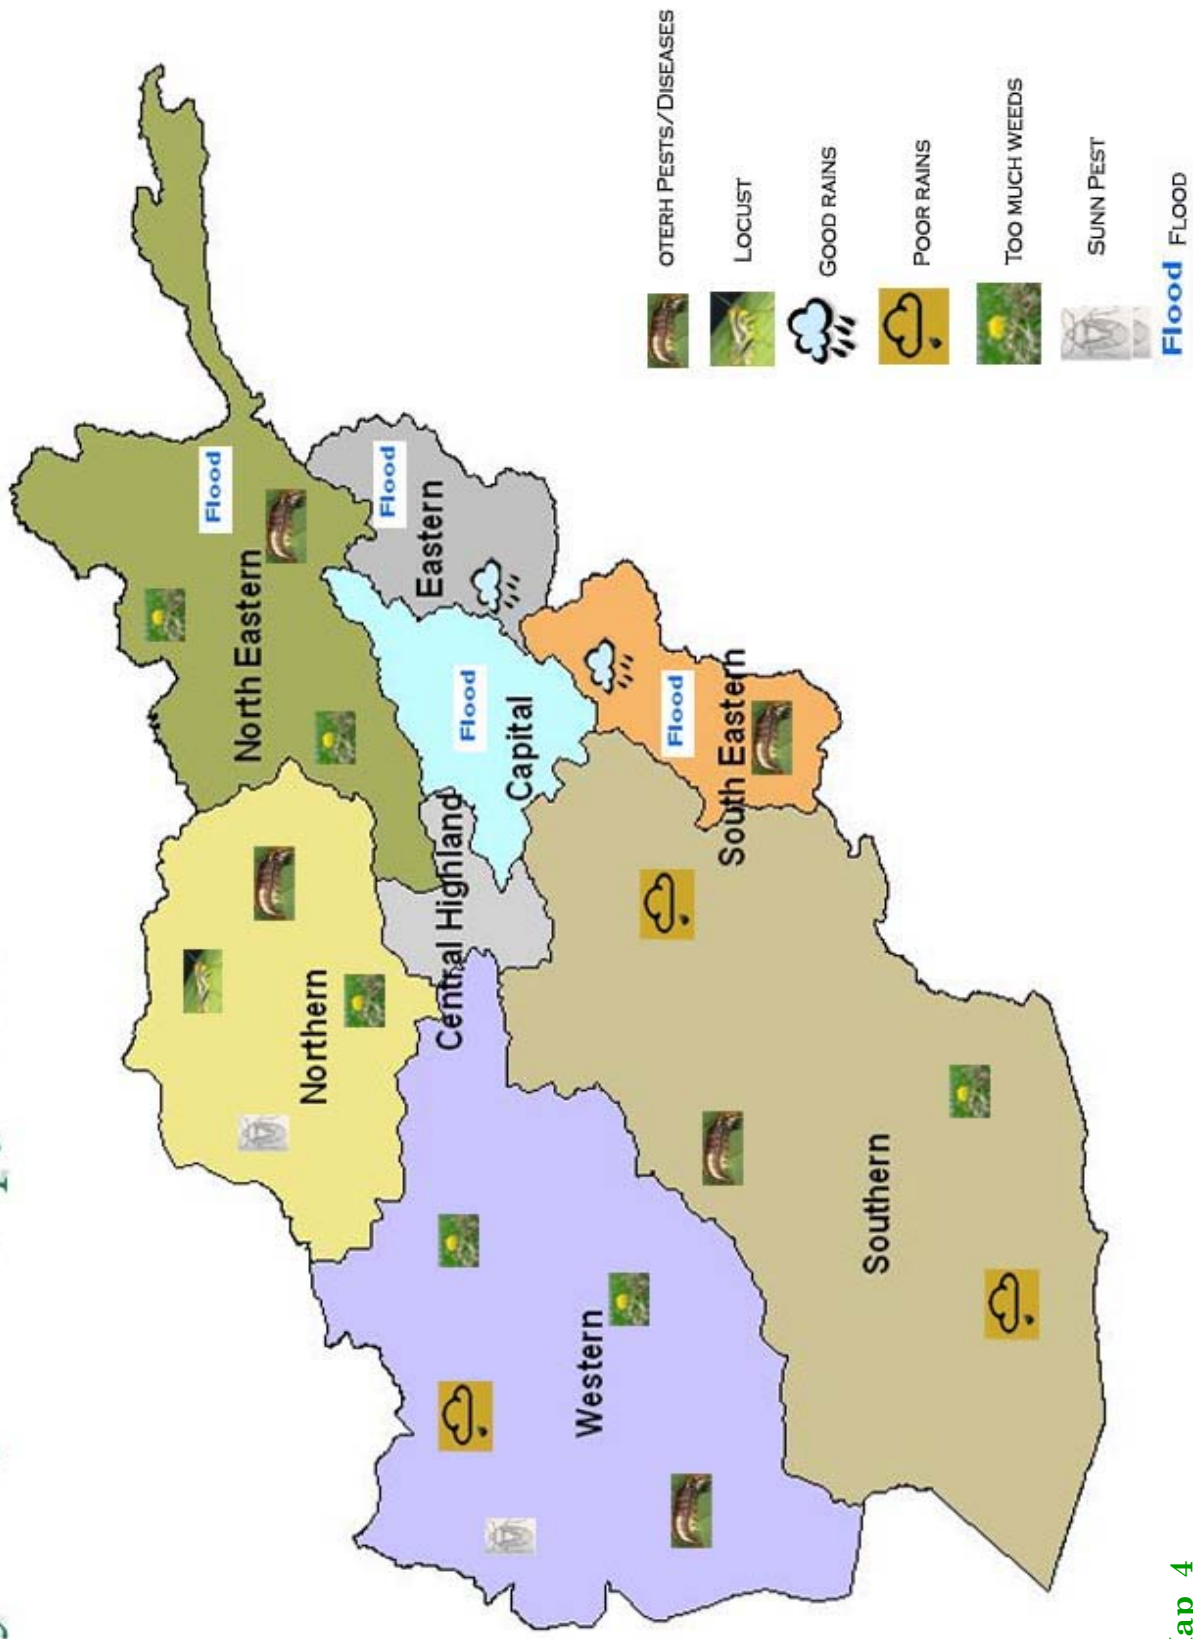 North Eastern
Flood
Northern
Eastern
Flood
Central Highland
Capital
Flood
South Eastern
Flood
Western
Southern
OTERH PESTS/DISEASES
LOCUST
GOOD RAINS
POOR RAINS
TOO MUCH WEEDS
SUNN PEST
Flood FLOOD